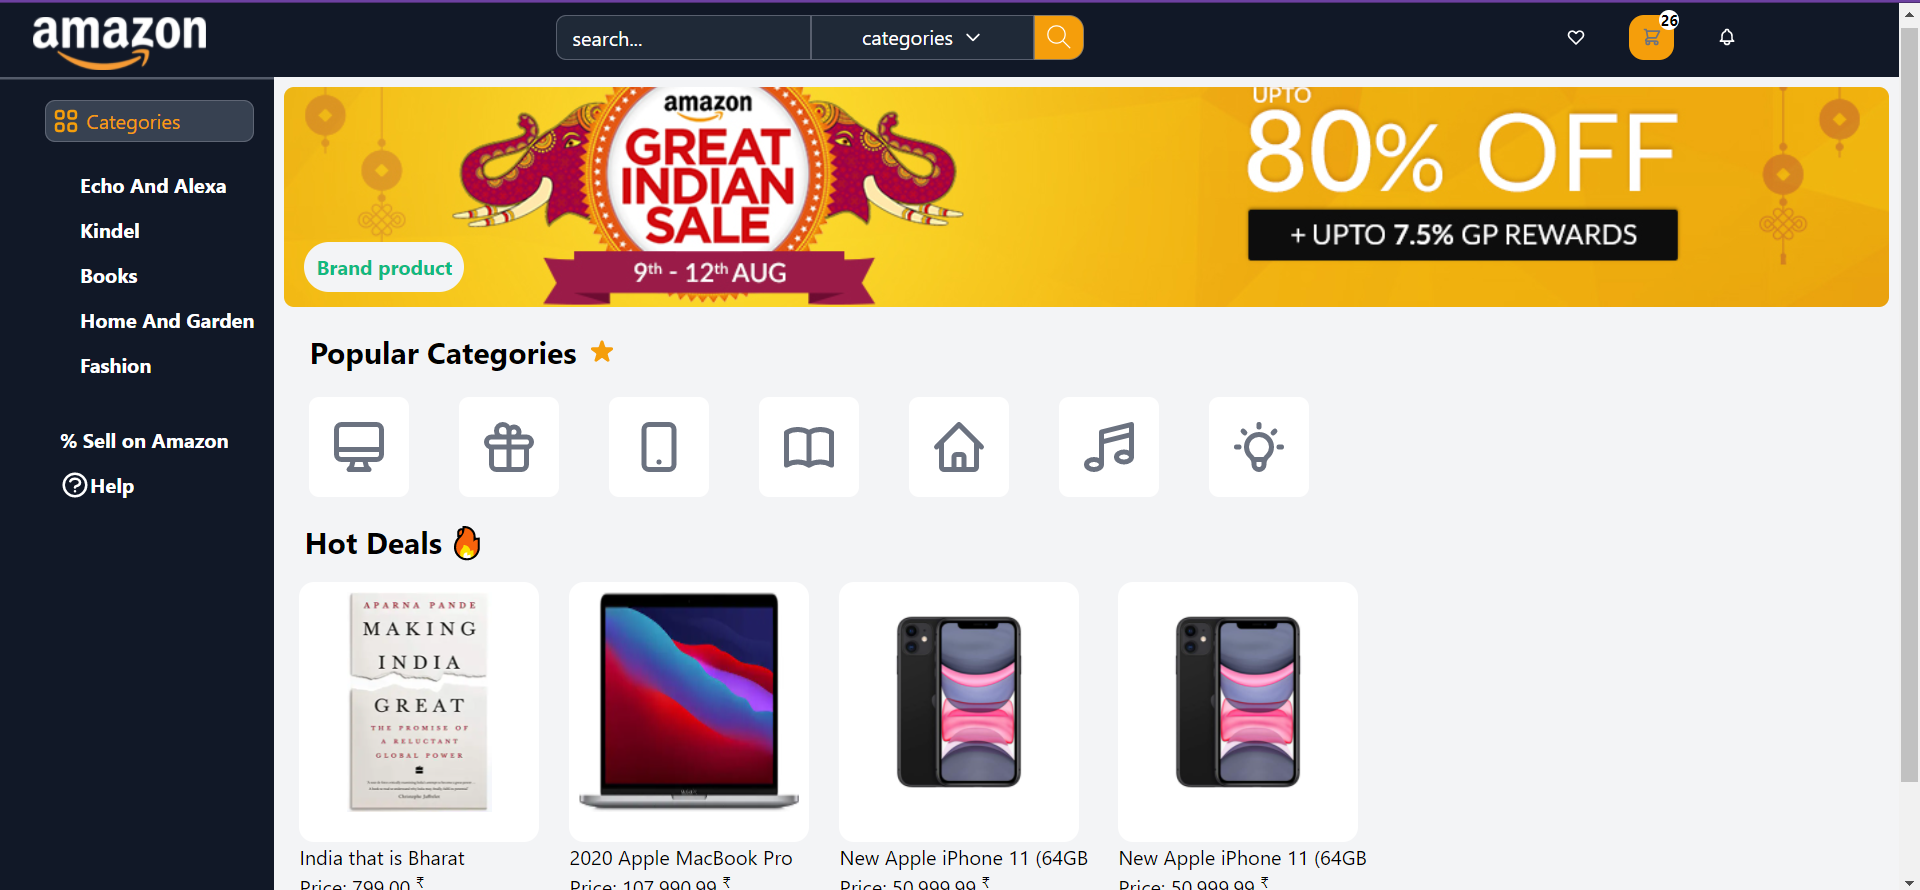 amazon
search...
categories
26
Categories
Echo And Alexa
Kindel
Books
Home And Garden
Fashion
% Sell on Amazon
Help
amazon
GREAT
INDIAN
SALE
9th - 12th AUG
Brand product
UPTO
80% OFF
+ UPTO 7.5% GP REWARDS
Popular Categories
Hot Deals
APARNA PANDE
MAKING
INDIA
GREAT
THE PROMISE OF
A RELUCTANT
GLOBAL POWER
India that is Bharat
Price: 799.00 ₹
2020 Apple MacBook Pro
Price: 107,990.99 ₹
New Apple iPhone 11 (64GB
Price: 50,999.99 ₹
New Apple iPhone 11 (64GB
Price: 50,999.99 ₹